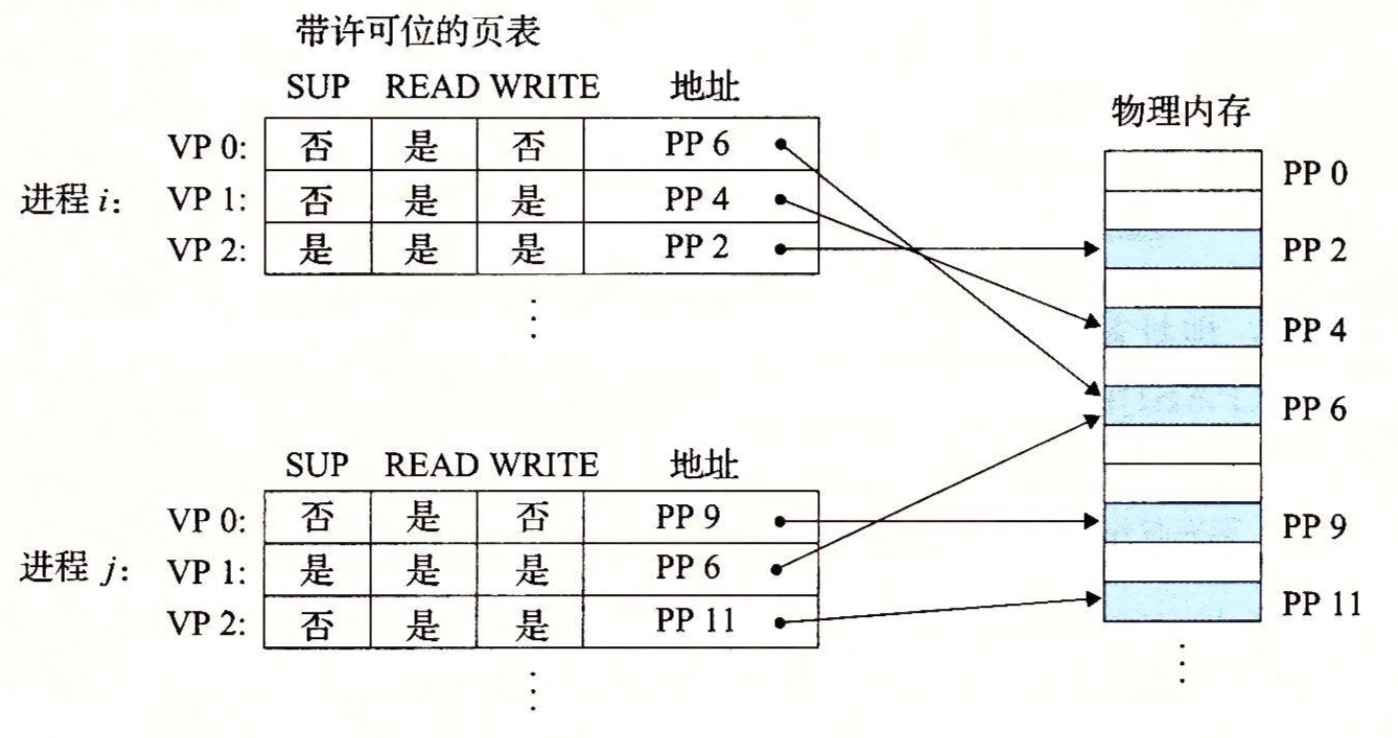 带许可位的页表
SUP READ WRITE 地址
物理内存
VP 0: 否 是 否 PP 6
PP 0
进程 i: VP 1: 否 是 是 PP 4
VP 2: 是 是 是 PP 2
PP 2
PP 4
PP 6
SUP READ WRITE 地址
VP 0: 否 是 否 PP 9
PP 9
进程 j: VP 1: 是 是 是 PP 6
VP 2: 否 是 是 PP 11
PP 11